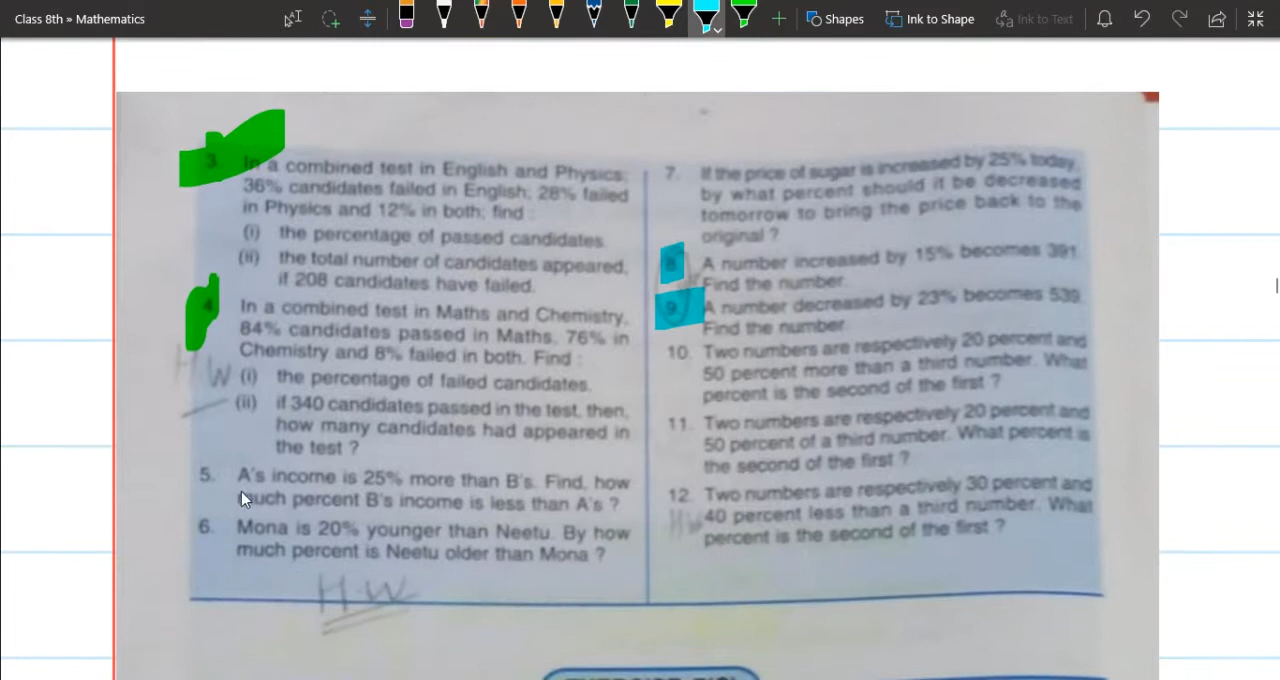 Class 8th » Mathematics
Shapes
Ink to Shape
Ink to Text
3. In a combined test in English and Physics;
36% candidates failed in English; 28% failed
in Physics and 12% in both; find :
(i) the percentage of passed candidates.
(ii) the total number of candidates appeared,
if 208 candidates have failed.
4. In a combined test in Maths and Chemistry,
84% candidates passed in Maths, 76% in
Chemistry and 8% failed in both. Find :
H W
(i) the percentage of failed candidates.
(ii) if 340 candidates passed in the test, then,
how many candidates had appeared in
the test ?
5. A's income is 25% more than B's. Find, how
much percent B's income is less than A's ?
6. Mona is 20% younger than Neetu. By how
much percent is Neetu older than Mona ?
H.W
7. If the price of sugar is increased by 25% today,
by what percent should it be decreased
tomorrow to bring the price back to the
original ?
8. A number increased by 15% becomes 391.
Find the number.
9. A number decreased by 23% becomes 539.
Find the number.
10. Two numbers are respectively 20 percent and
50 percent more than a third number. What
percent is the second of the first ?
11. Two numbers are respectively 20 percent and
50 percent of a third number. What percent is
the second of the first ?
12. Two numbers are respectively 30 percent and
HW
40 percent less than a third number. What
percent is the second of the first ?